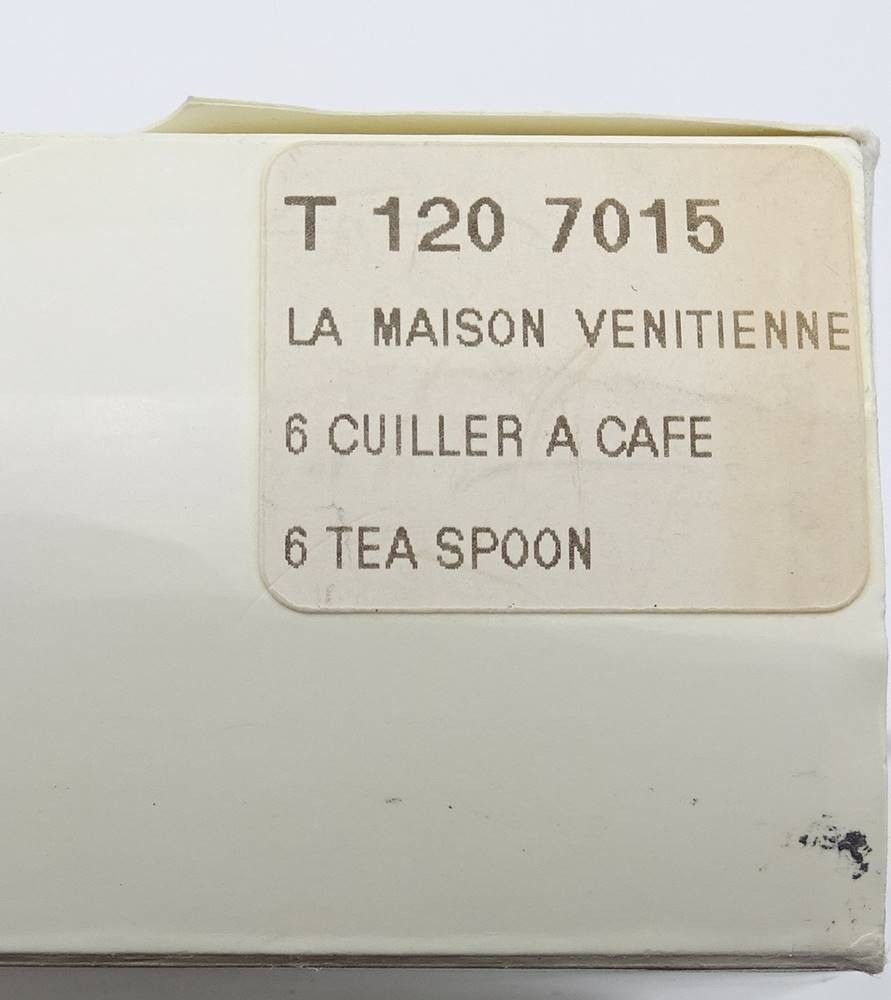 T 120 7015
LA MAISON VENITIENNE
6 CUILLER A CAFE
6 TEA SPOON